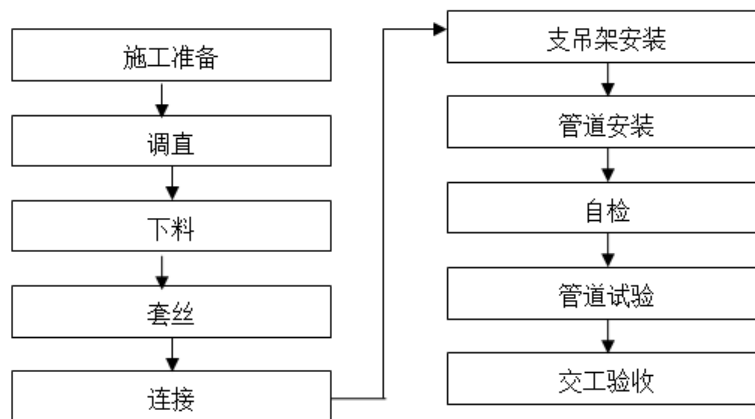 施工准备
调直
下料
套丝
连接
支吊架安装
管道安装
自检
管道试验
交工验收